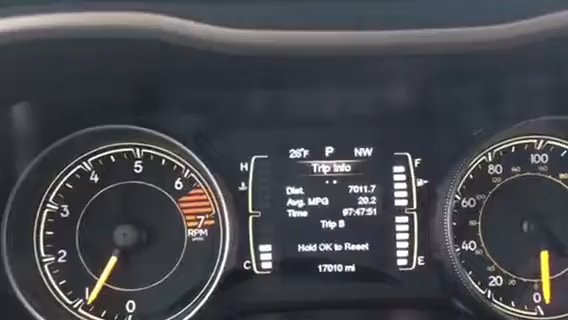 26°F P NW
H Trip Info F
Dist. 7011.7
Avg. MPG 20.2
Time 97:47:51
Trip B
Hold OK to Reset
C 17010 mi E
0 1 2 3 4 5 6 7
RPM
0 20 40 60 80 100